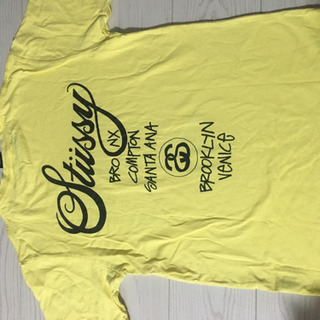 Stüssy
BRONX
COMPTON
SANTA ANA
BROOKLYN
VENICE